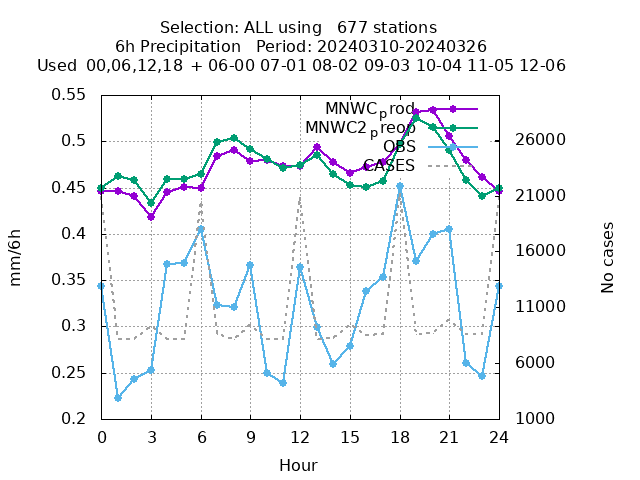 Selection: ALL using   677 stations
6h Precipitation   Period: 20240310-20240326
Used  00,06,12,18  + 06-00 07-01 08-02 09-03  10-04 11-05 12-06
MNWCprod
MNWC2preop
OBS
CASES
0.55
0.5
0.45
0.4
0.35
0.3
0.25
0.2
mm/6h
26000
21000
16000
11000
6000
1000
No cases
0 3 6 9 12 15 18 21 24
Hour